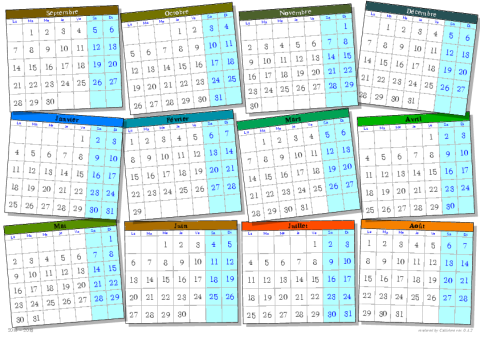 Septembre
Lu Ma Me Je Ve Sa Di
1 2 3 4 5 6
7 8 9 10 11 12 13
14 15 16 17 18 19 20
21 22 23 24 25 26 27
28 29 30
Octobre
Lu Ma Me Je Ve Sa Di
1 2 3 4
5 6 7 8 9 10 11
12 13 14 15 16 17 18
19 20 21 22 23 24 25
26 27 28 29 30 31
Novembre
Lu Ma Me Je Ve Sa Di
1
2 3 4 5 6 7 8
9 10 11 12 13 14 15
16 17 18 19 20 21 22
23 24 25 26 27 28 29
30
Décembre
Lu Ma Me Je Ve Sa Di
1 2 3 4 5 6
7 8 9 10 11 12 13
14 15 16 17 18 19 20
21 22 23 24 25 26 27
28 29 30 31
Janvier
Lu Ma Me Je Ve Sa Di
1 2 3
4 5 6 7 8 9 10
11 12 13 14 15 16 17
18 19 20 21 22 23 24
25 26 27 28 29 30 31
Février
Lu Ma Me Je Ve Sa Di
1 2 3 4 5 6 7
8 9 10 11 12 13 14
15 16 17 18 19 20 21
22 23 24 25 26 27 28
29
Mars
Lu Ma Me Je Ve Sa Di
1 2 3 4 5 6
7 8 9 10 11 12 13
14 15 16 17 18 19 20
21 22 23 24 25 26 27
28 29 30 31
Avril
Lu Ma Me Je Ve Sa Di
1 2 3
4 5 6 7 8 9 10
11 12 13 14 15 16 17
18 19 20 21 22 23 24
25 26 27 28 29 30
Mai
Lu Ma Me Je Ve Sa Di
1
2 3 4 5 6 7 8
9 10 11 12 13 14 15
16 17 18 19 20 21 22
23 24 25 26 27 28 29
30 31
Juin
Lu Ma Me Je Ve Sa Di
1 2 3 4 5
6 7 8 9 10 11 12
13 14 15 16 17 18 19
20 21 22 23 24 25 26
27 28 29 30
Juillet
Lu Ma Me Je Ve Sa Di
1 2 3
4 5 6 7 8 9 10
11 12 13 14 15 16 17
18 19 20 21 22 23 24
25 26 27 28 29 30 31
Août
Lu Ma Me Je Ve Sa Di
1 2 3 4 5 6 7
8 9 10 11 12 13 14
15 16 17 18 19 20 21
22 23 24 25 26 27 28
29 30 31